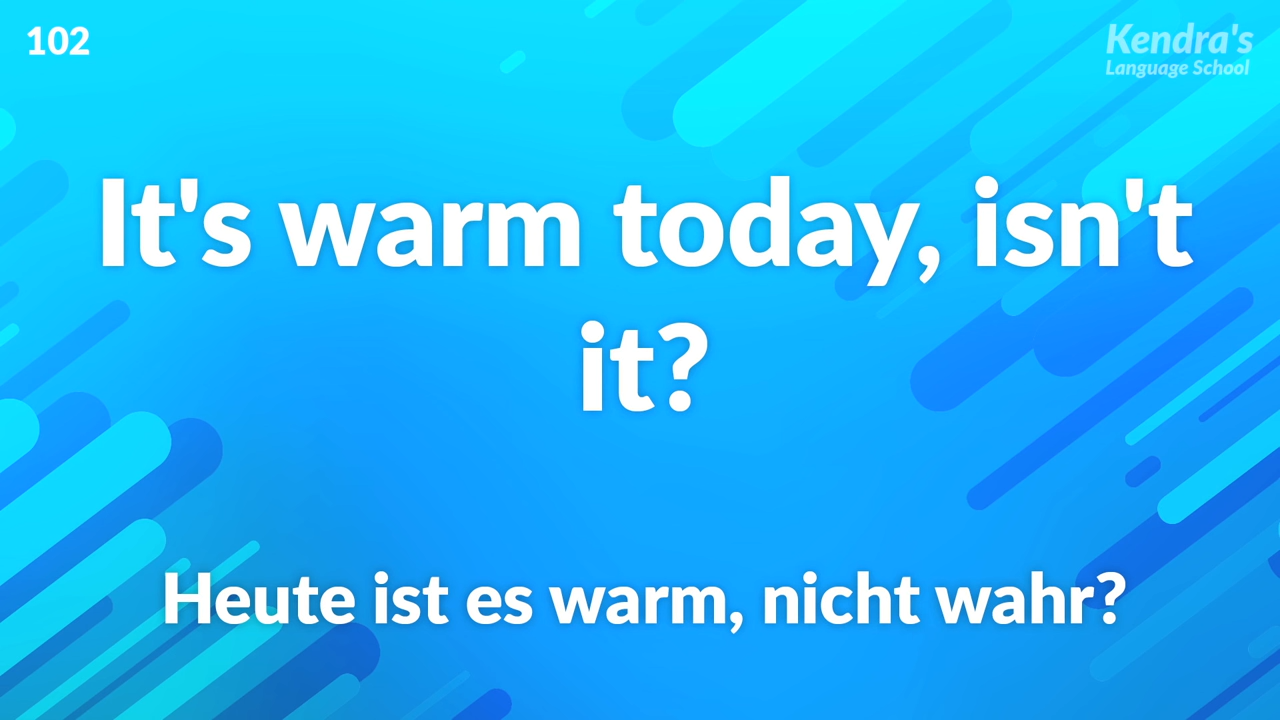 102
Kendra's
Language School
It's warm today, isn't
it?
Heute ist es warm, nicht wahr?